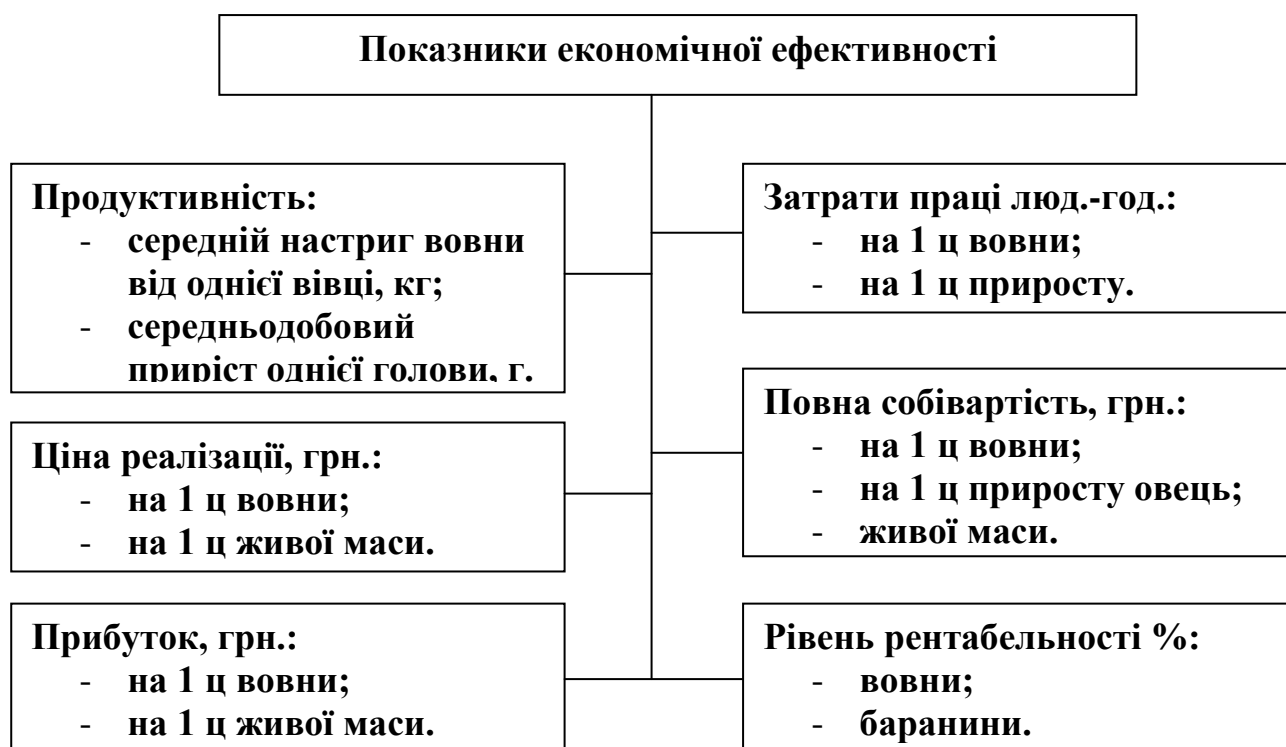 Показники економічної ефективності
Продуктивність:
- середній настриг вовни
від однієї вівці, кг;
- середньодобовий
приріст однієї голови, г.
Ціна реалізації, грн.:
- на 1 ц вовни;
- на 1 ц живої маси.
Прибуток, грн.:
- на 1 ц вовни;
- на 1 ц живої маси.
Затрати праці люд.-год.:
- на 1 ц вовни;
- на 1 ц приросту.
Повна собівартість, грн.:
- на 1 ц вовни;
- на 1 ц приросту овець;
- живої маси.
Рівень рентабельності %:
- вовни;
- баранини.